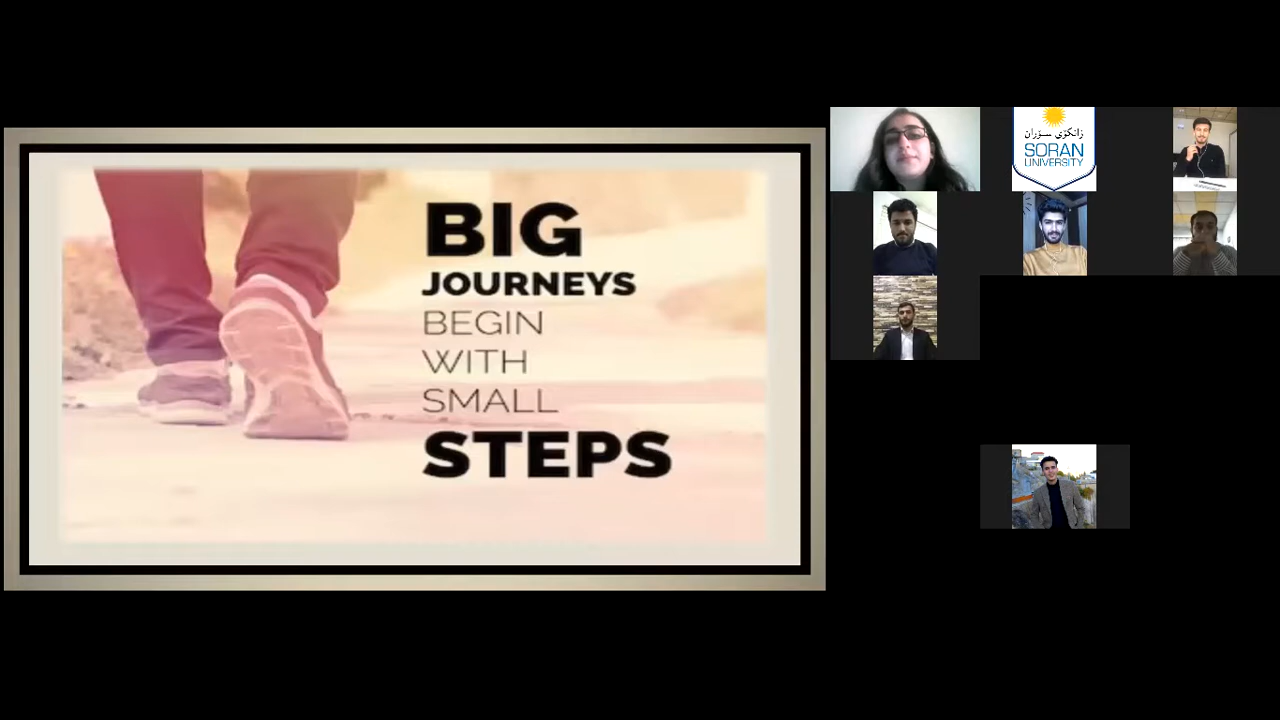 BIG
JOURNEYS
BEGIN
WITH
SMALL
STEPS
زانكۆی سۆران
SORAN
UNIVERSITY